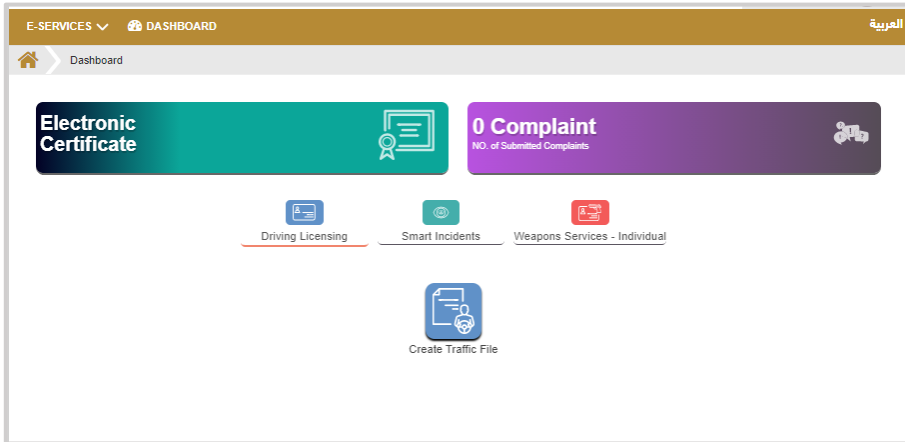 E-SERVICES DASHBOARD العربية
Dashboard
Electronic
Certificate
0 Complaint
NO. of Submitted Complaints
Driving Licensing Smart Incidents Weapons Services - Individual
Create Traffic File